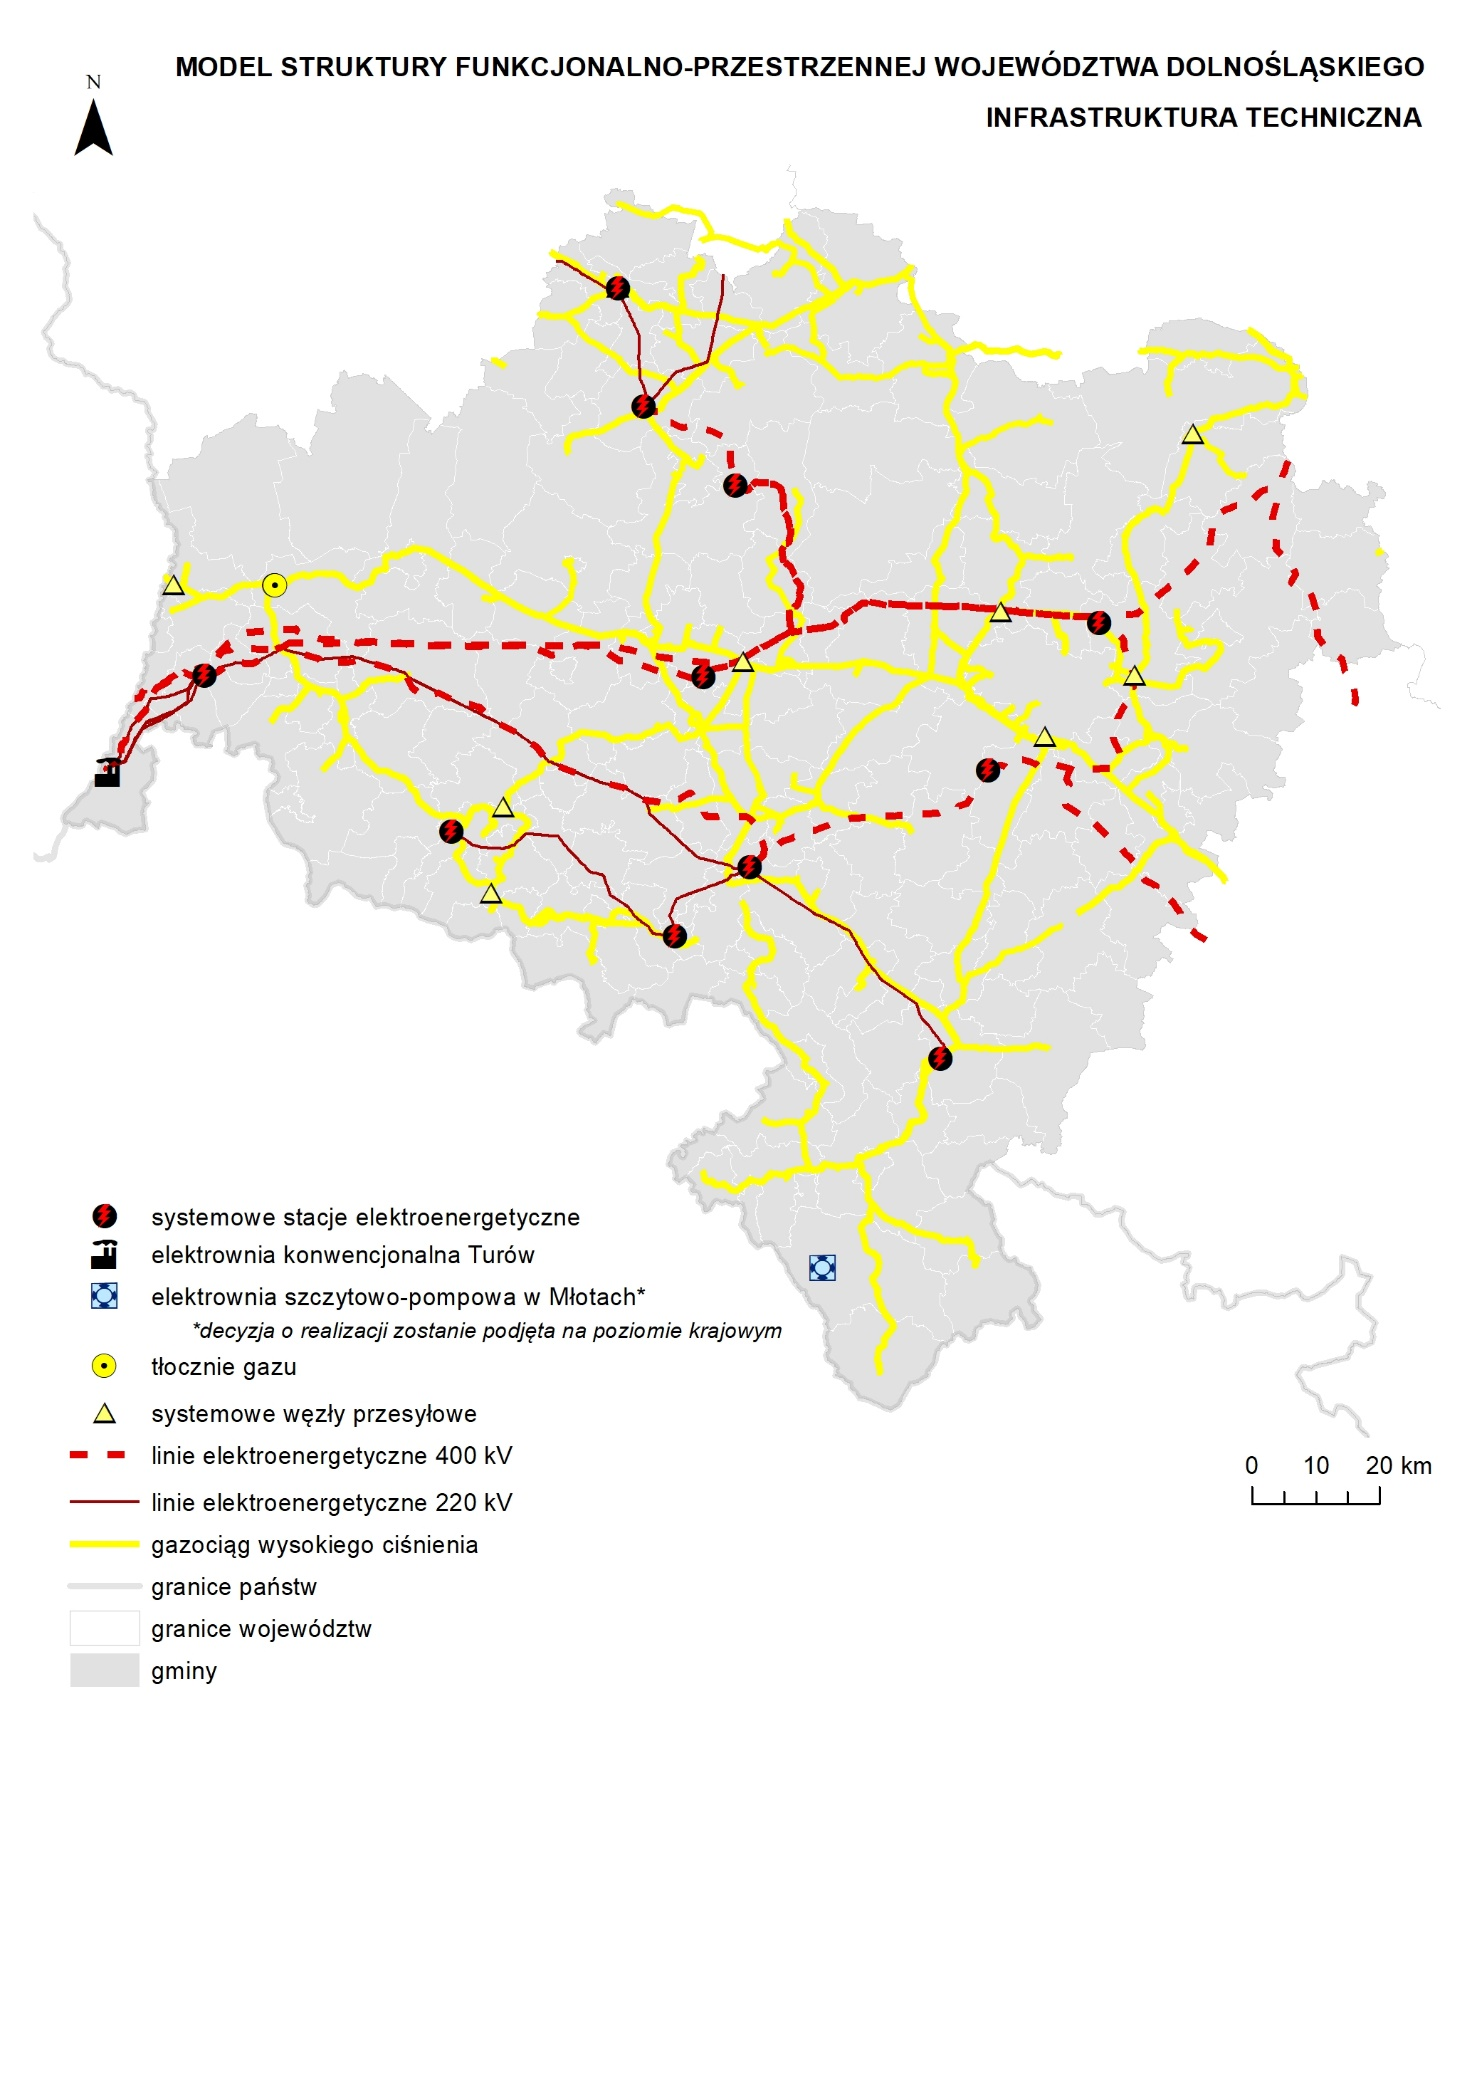 MODEL STRUKTURY FUNKCJONALNO-PRZESTRZENNEJ WOJEWÓDZTWA DOLNOŚLĄSKIEGO
INFRASTRUKTURA TECHNICZNA
N
systemowe stacje elektroenergetyczne
elektrownia konwencjonalna Turów
elektrownia szczytowo-pompowa w Młotach*
*decyzja o realizacji zostanie podjęta na poziomie krajowym
tłocznie gazu
systemowe węzły przesyłowe
linie elektroenergetyczne 400 kV
linie elektroenergetyczne 220 kV
gazociąg wysokiego ciśnienia
granice państw
granice województw
gminy
0 10 20 km